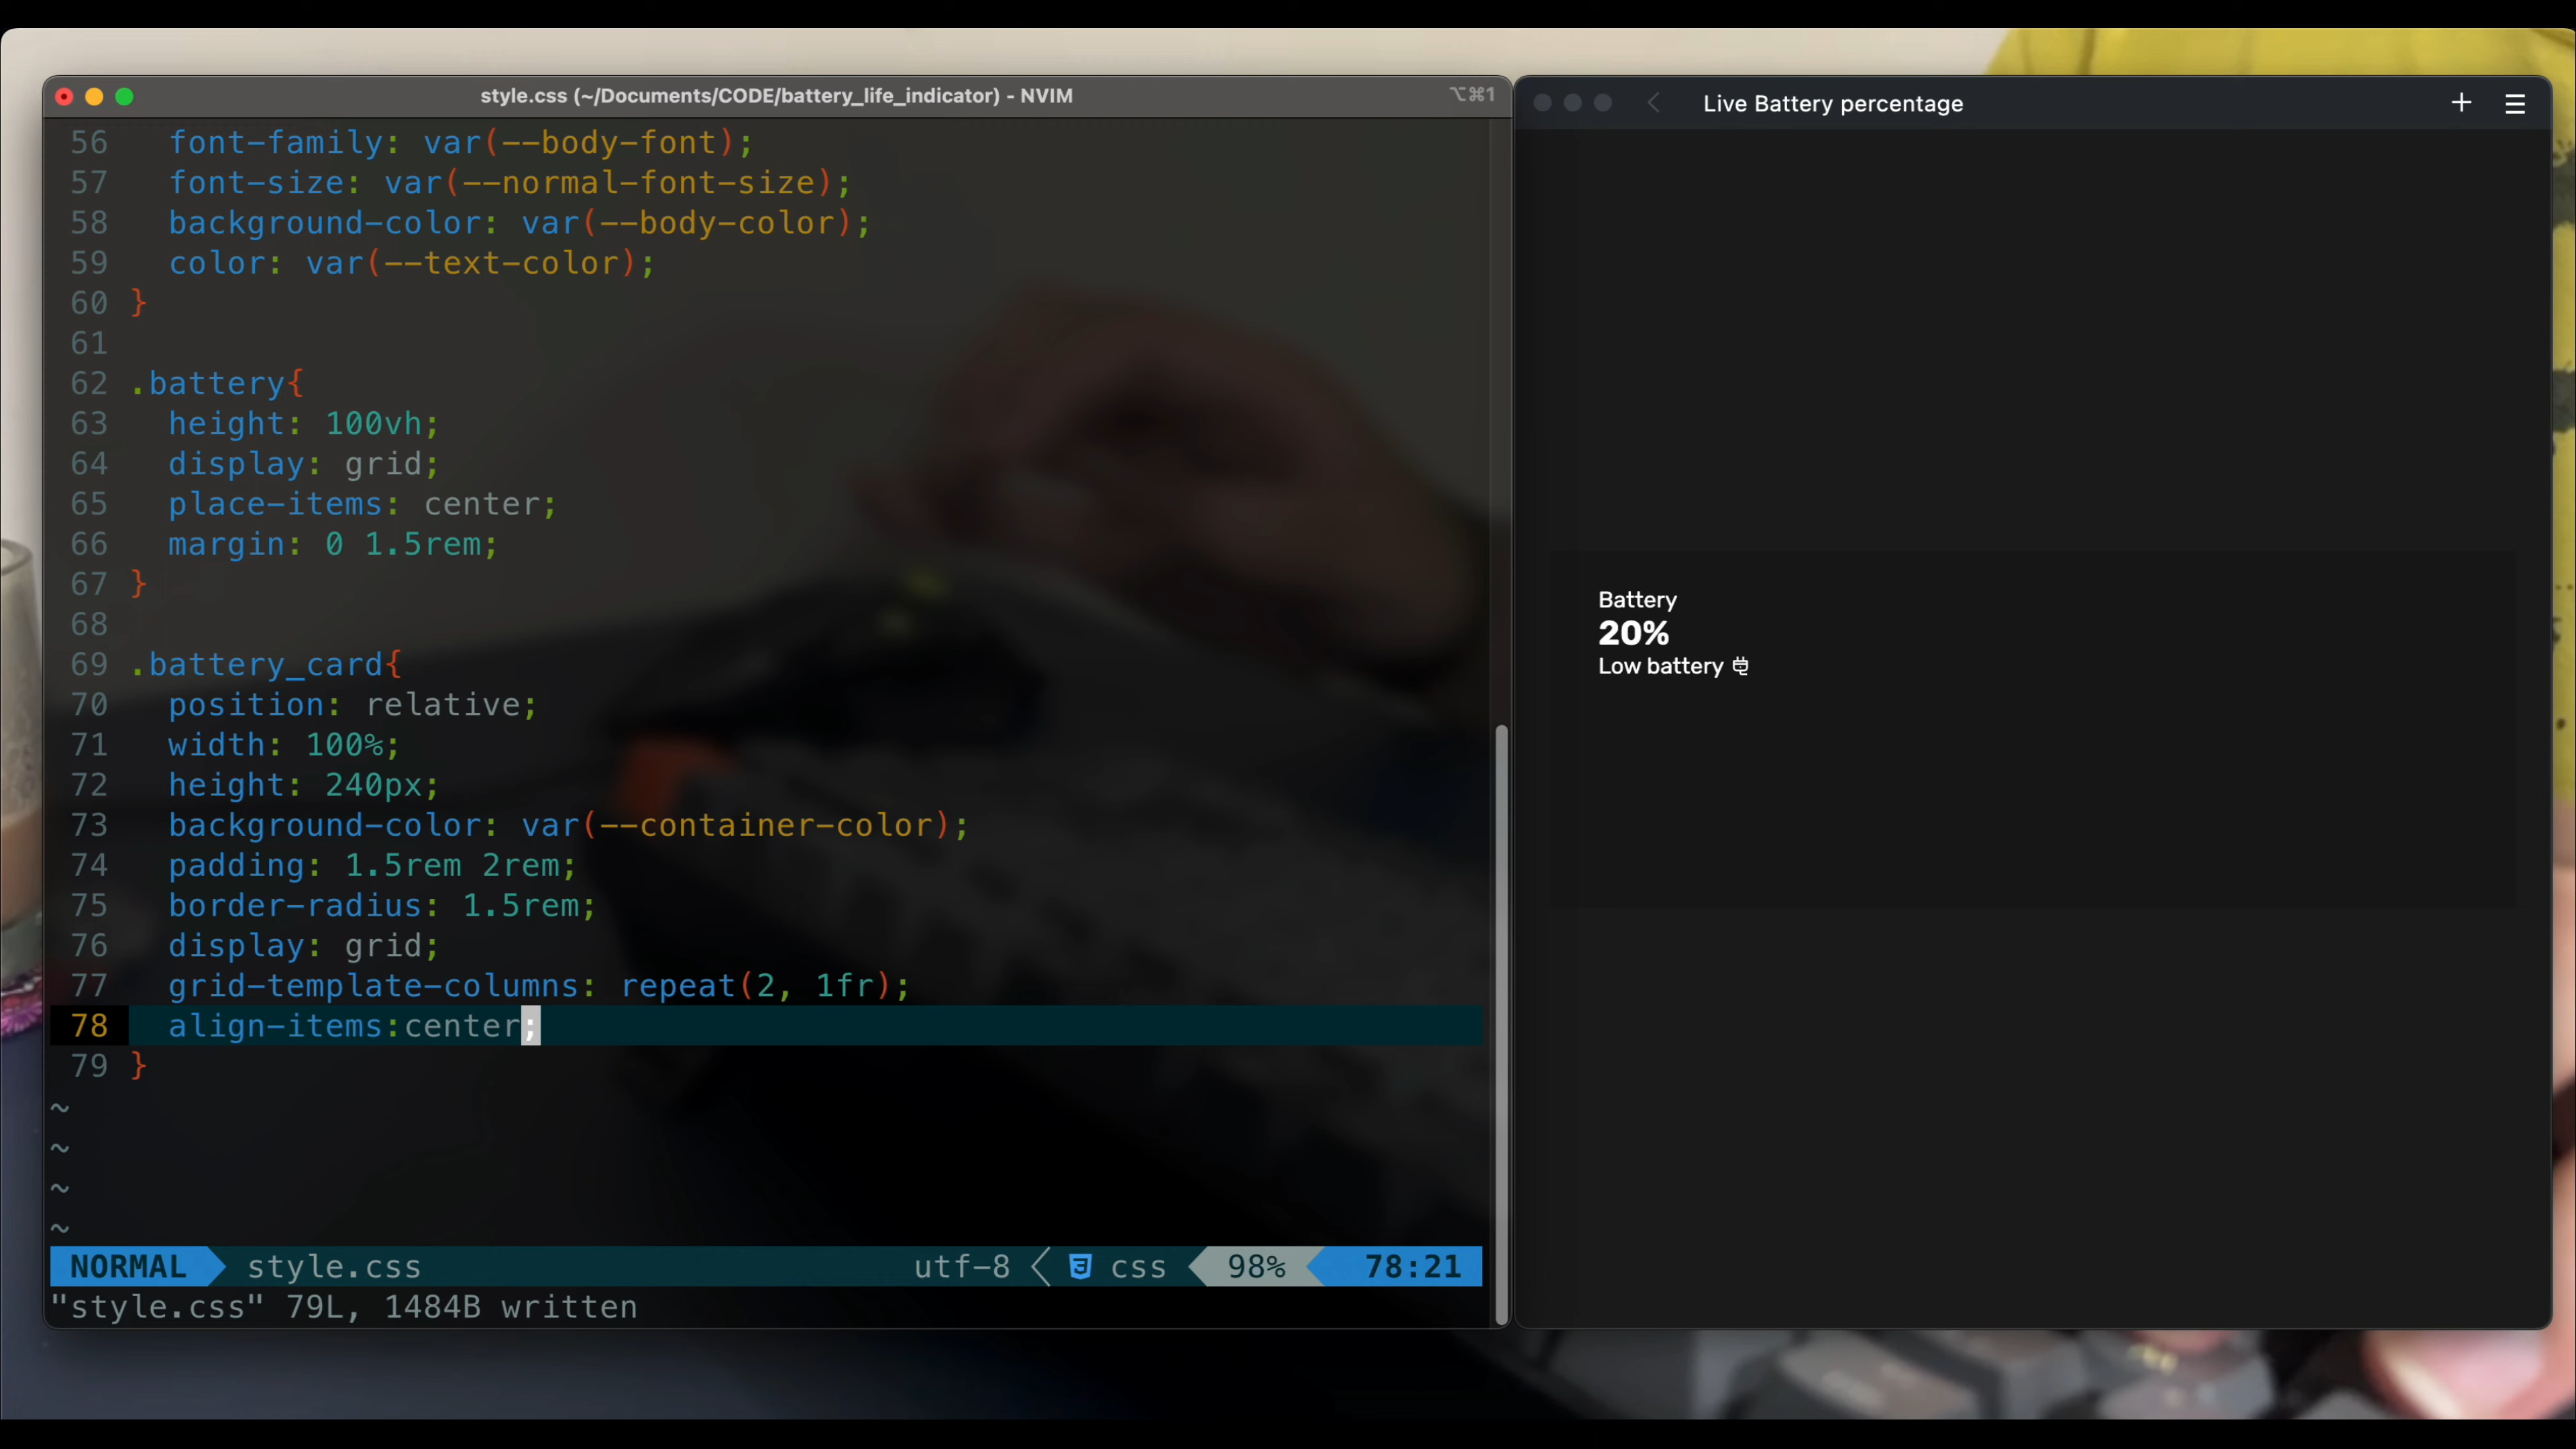 style.css (~/Documents/CODE/battery_life_indicator) - NVIM
⌥⌘1
56 font-family: var(--body-font);
57 font-size: var(--normal-font-size);
58 background-color: var(--body-color);
59 color: var(--text-color);
60 }
61
62 .battery{
63 height: 100vh;
64 display: grid;
65 place-items: center;
66 margin: 0 1.5rem;
67 }
68
69 .battery_card{
70 position: relative;
71 width: 100%;
72 height: 240px;
73 background-color: var(--container-color);
74 padding: 1.5rem 2rem;
75 border-radius: 1.5rem;
76 display: grid;
77 grid-template-columns: repeat(2, 1fr);
78 align-items:center;
79 }
~
~
~
~
NORMAL style.css utf-8 css 98% 78:21
"style.css" 79L, 1484B written
Live Battery percentage
Battery
20%
Low battery